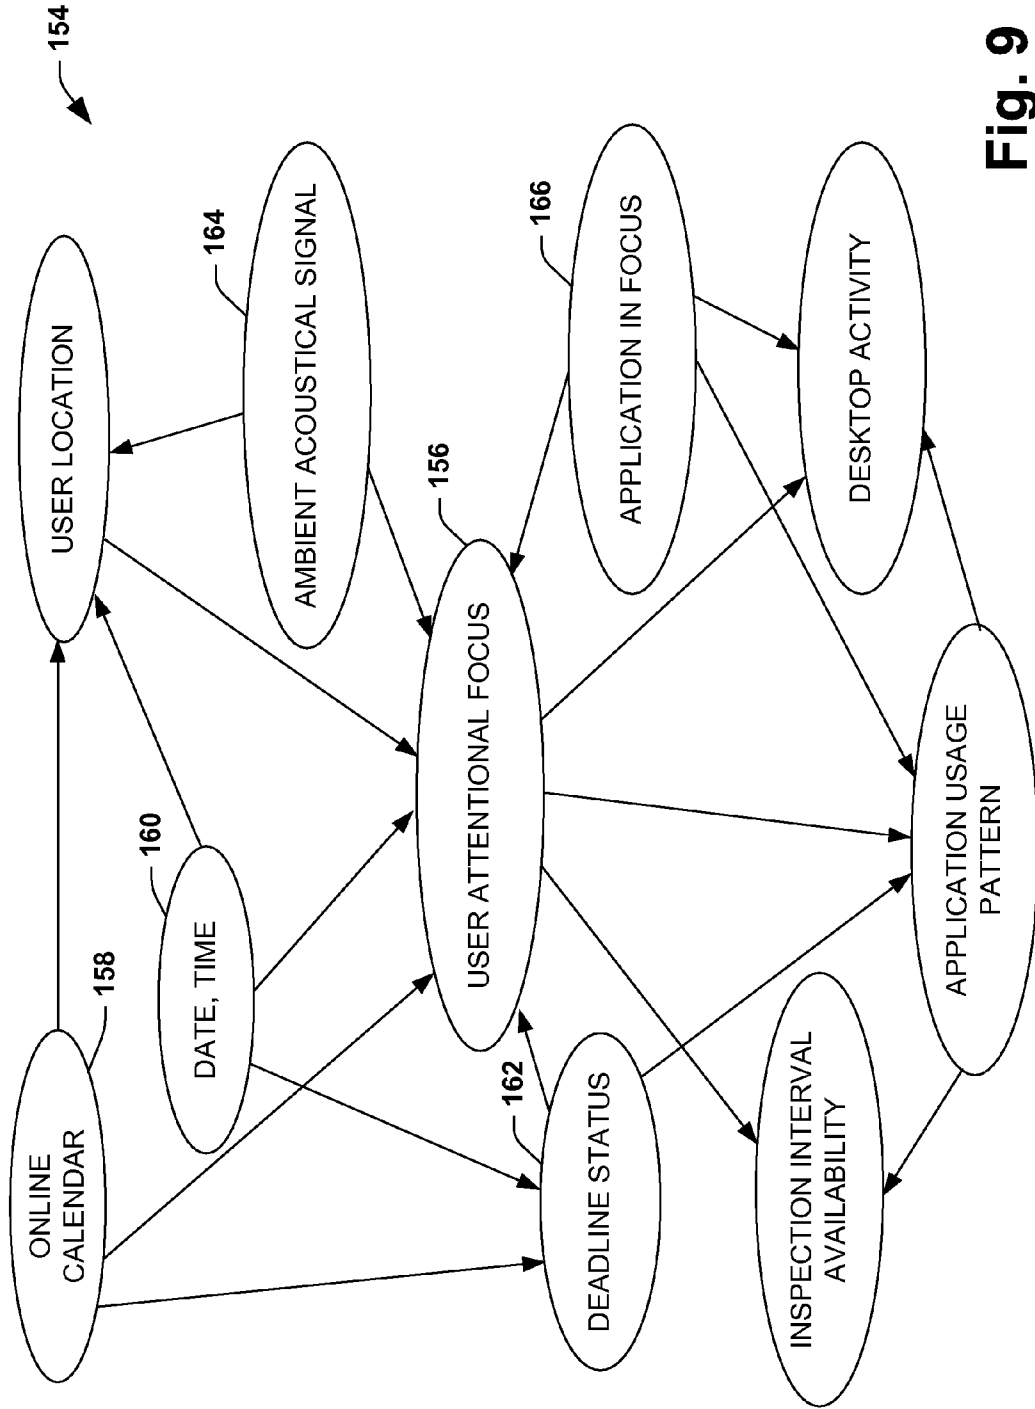 154
ONLINE
CALENDAR
158
USER LOCATION
DATE, TIME
160
AMBIENT ACOUSTICAL SIGNAL
164
USER ATTENTIONAL FOCUS
156
DEADLINE STATUS
162
APPLICATION IN FOCUS
166
INSPECTION INTERVAL
AVAILABILITY
DESKTOP ACTIVITY
APPLICATION USAGE
PATTERN
Fig. 9